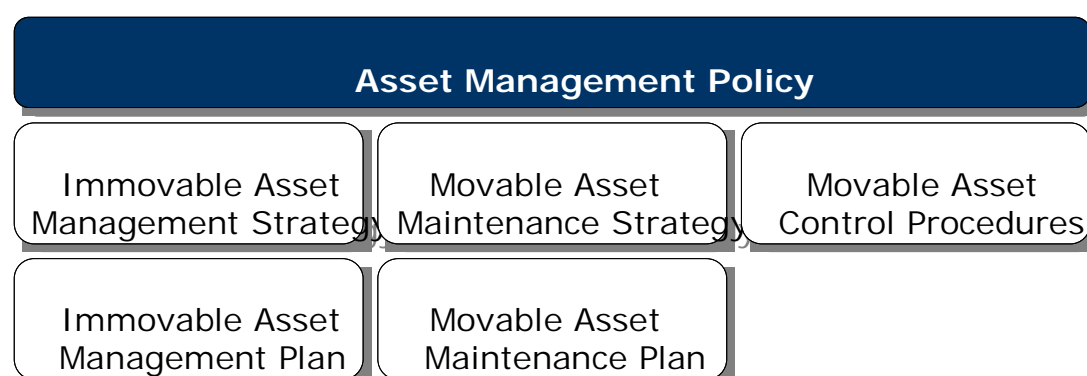 Asset Management Policy
Immovable Asset
Management Strategy
Movable Asset
Maintenance Strategy
Movable Asset
Control Procedures
Immovable Asset
Management Plan
Movable Asset
Maintenance Plan